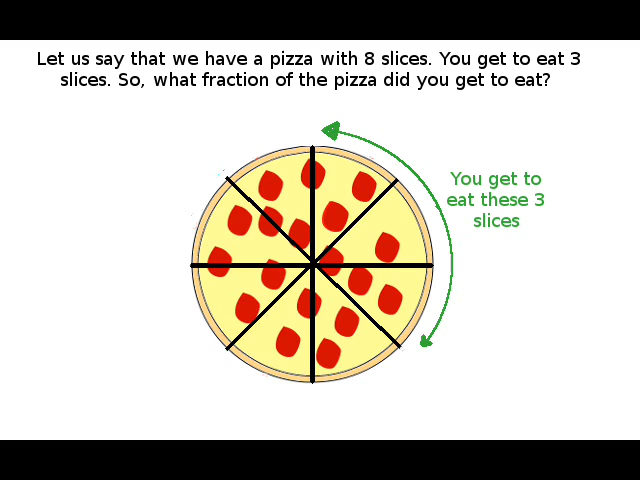 Let us say that we have a pizza with 8 slices. You get to eat 3
slices. So, what fraction of the pizza did you get to eat?
You get to
eat these 3
slices